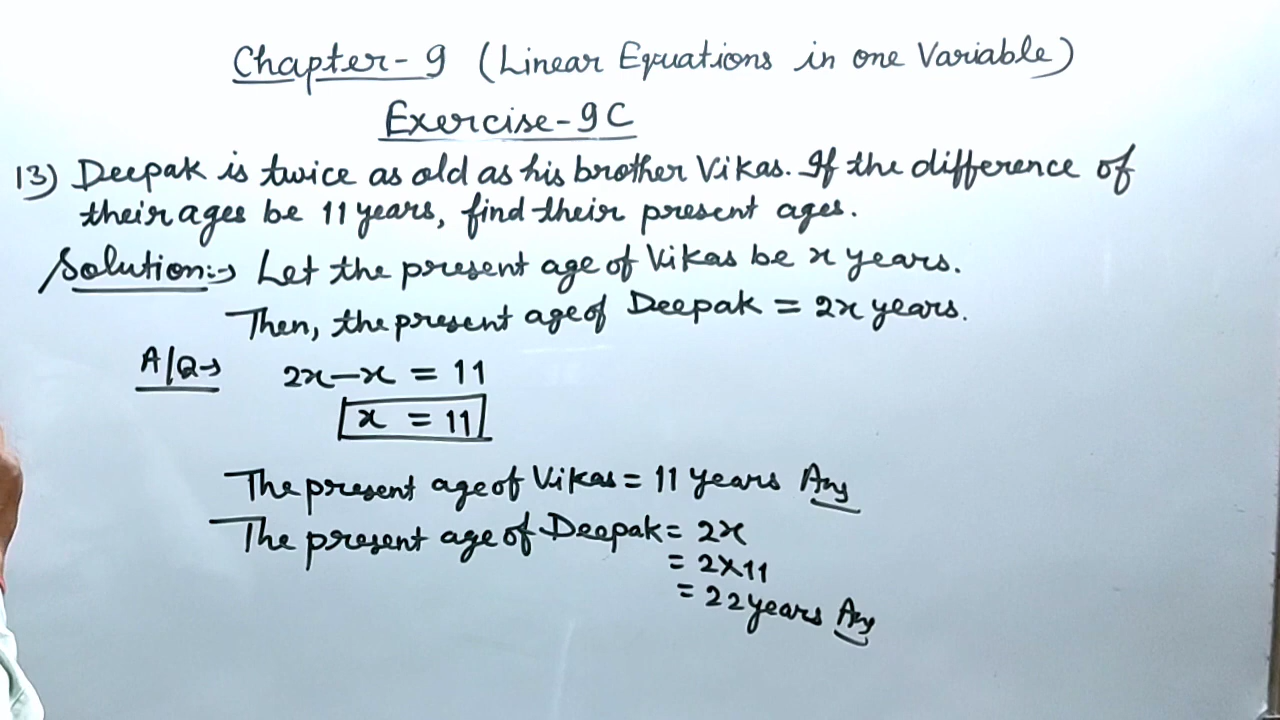 Chapter-9 (Linear Equations in one Variable)
Exercise-9C
13) Deepak is twice as old as his brother Vikas. If the difference of
their ages be 11 years, find their present ages.
Solution:→ Let the present age of Vikas be x years.
Then, the present age of Deepak = 2x years.
A/Q→ 2x-x = 11
x = 11
The present age of Vikas = 11 years Ans
The present age of Deepak = 2x
= 2×11
= 22 years Ans